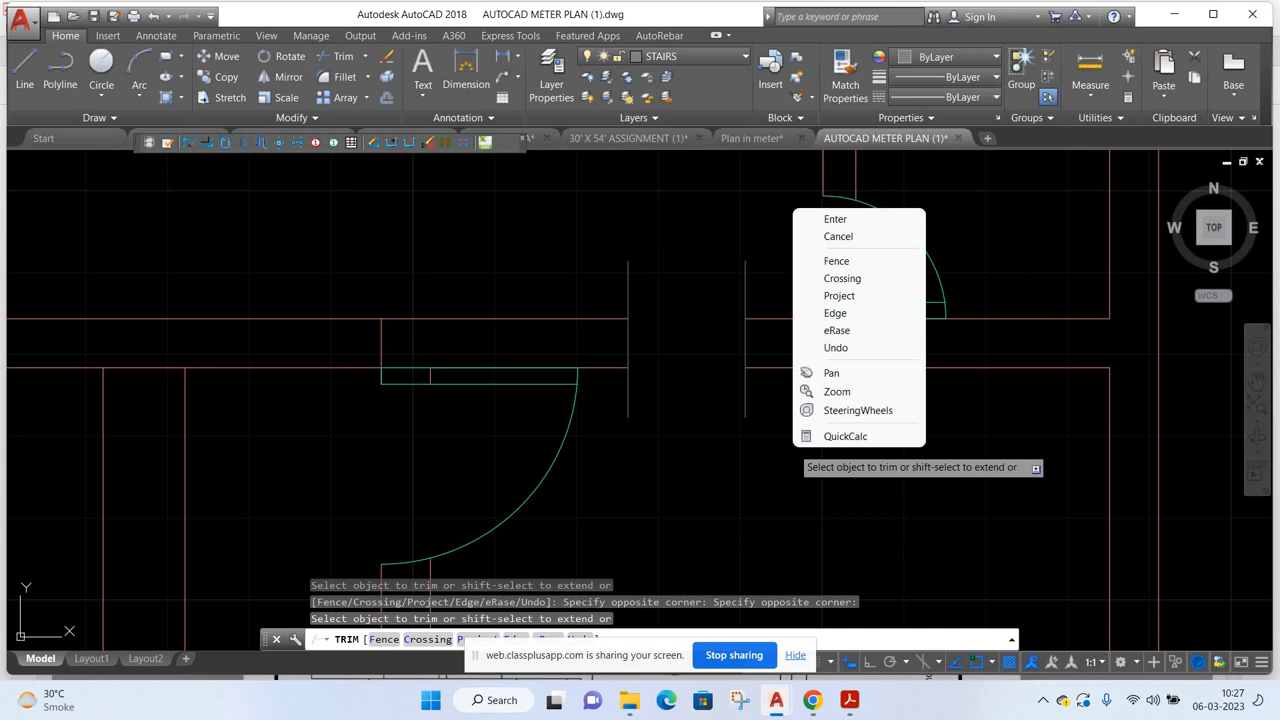 Autodesk AutoCAD 2018 AUTOCAD METER PLAN (1).dwg
Type a keyword or phrase
Sign In
Home Insert Annotate Parametric View Manage Output Add-ins A360 Express Tools Featured Apps AutoRebar
Move Rotate Trim
STAIRS
ByLayer
Line Polyline Circle Arc
Copy Mirror Fillet
Text Dimension
Layer Properties
Insert
Match Properties
ByLayer
Group
Measure
Paste
Base
Stretch Scale Array
ByLayer
Draw Modify Annotation Layers Block Properties Groups Utilities Clipboard View
Start
30' X 54' ASSIGNMENT (1)*
Plan in meter*
AUTOCAD METER PLAN (1)*
N
W TOP E
S
WCS
Enter
Cancel
Fence
Crossing
Project
Edge
eRase
Undo
Pan
Zoom
SteeringWheels
QuickCalc
Select object to trim or shift-select to extend or
Y
X
Select object to trim or shift-select to extend or
[Fence/Crossing/Project/Edge/eRase/Undo]: Specify opposite corner: Specify opposite corner:
Select object to trim or shift-select to extend or
TRIM [Fence Crossing
web.classplusapp.com is sharing your screen. Stop sharing Hide
Model Layout1 Layout2 +
1:1
30°C
Smoke
Search
10:27
06-03-2023